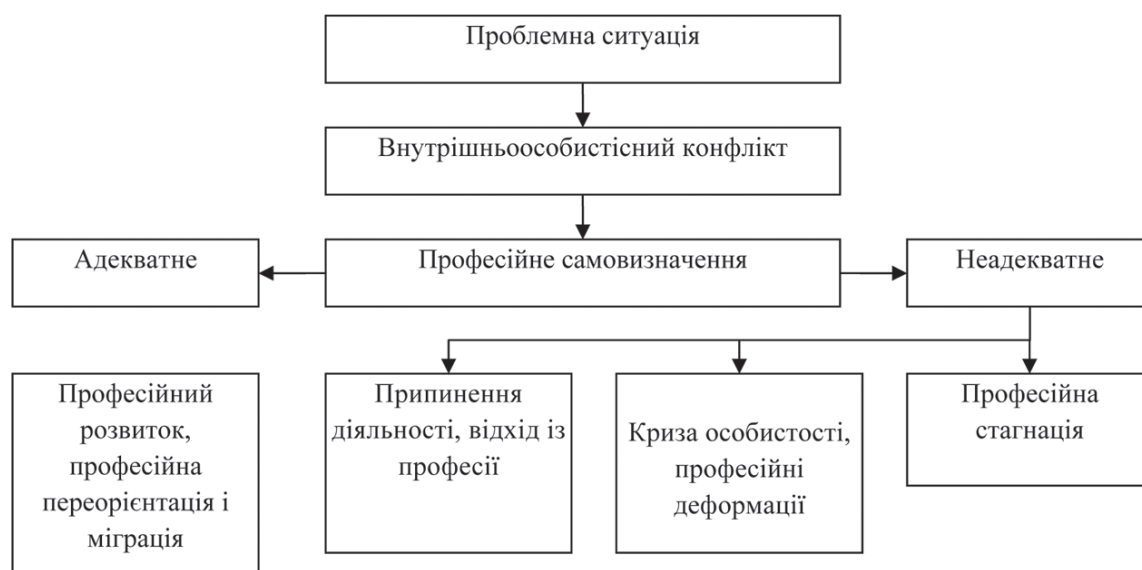 Проблемна ситуація
Внутрішньоособистісний конфлікт
Адекватне
Професійне самовизначення
Неадекватне
Професійний
розвиток,
професійна
переорієнтація і
міграція
Припинення
діяльності, відхід із
професії
Криза особистості,
професійні
деформації
Професійна
стагнація